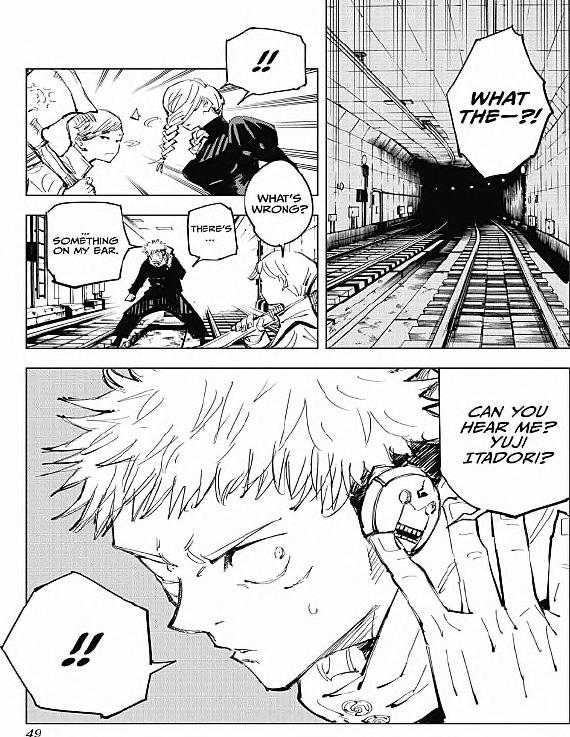 WHAT
THE—?!
!!
WHAT'S
WRONG?
THERE'S
...
...
SOMETHING
ON MY EAR.
CAN YOU
HEAR ME?
YUJI
ITADORI?
!!
49